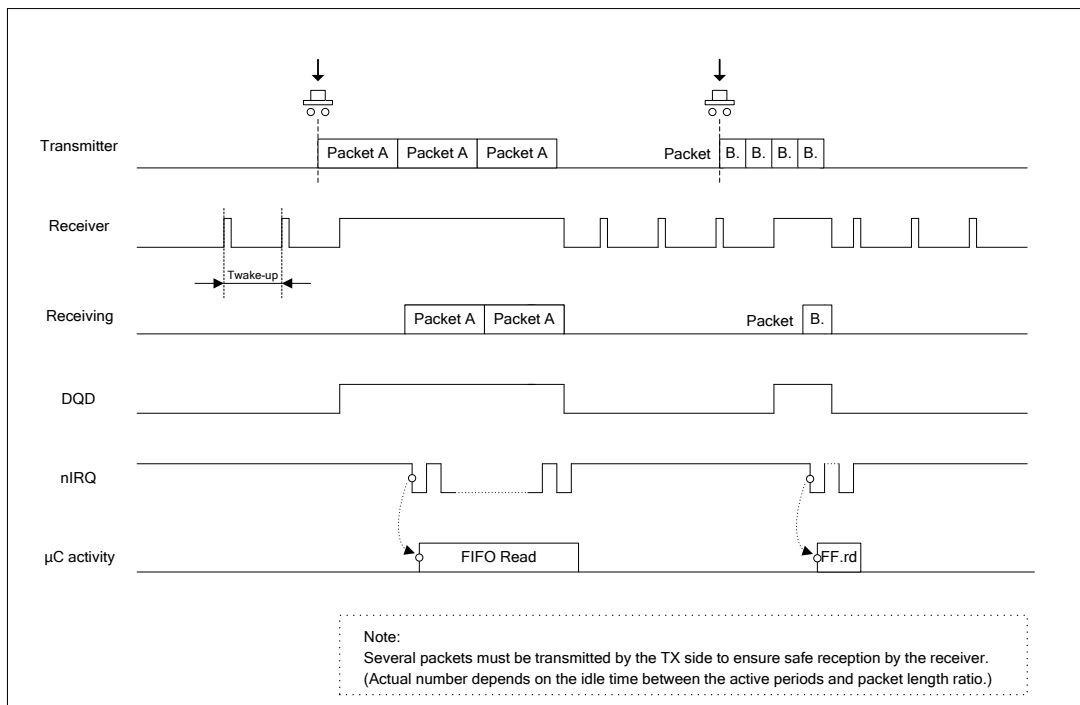 Transmitter
Packet A Packet A Packet A Packet B. B. B. B.
Receiver
Twake-up
Receiving
Packet A Packet A Packet B.
DQD
nIRQ
µC activity
FIFO Read FF.rd
Note:
Several packets must be transmitted by the TX side to ensure safe reception by the receiver.
(Actual number depends on the idle time between the active periods and packet length ratio.)